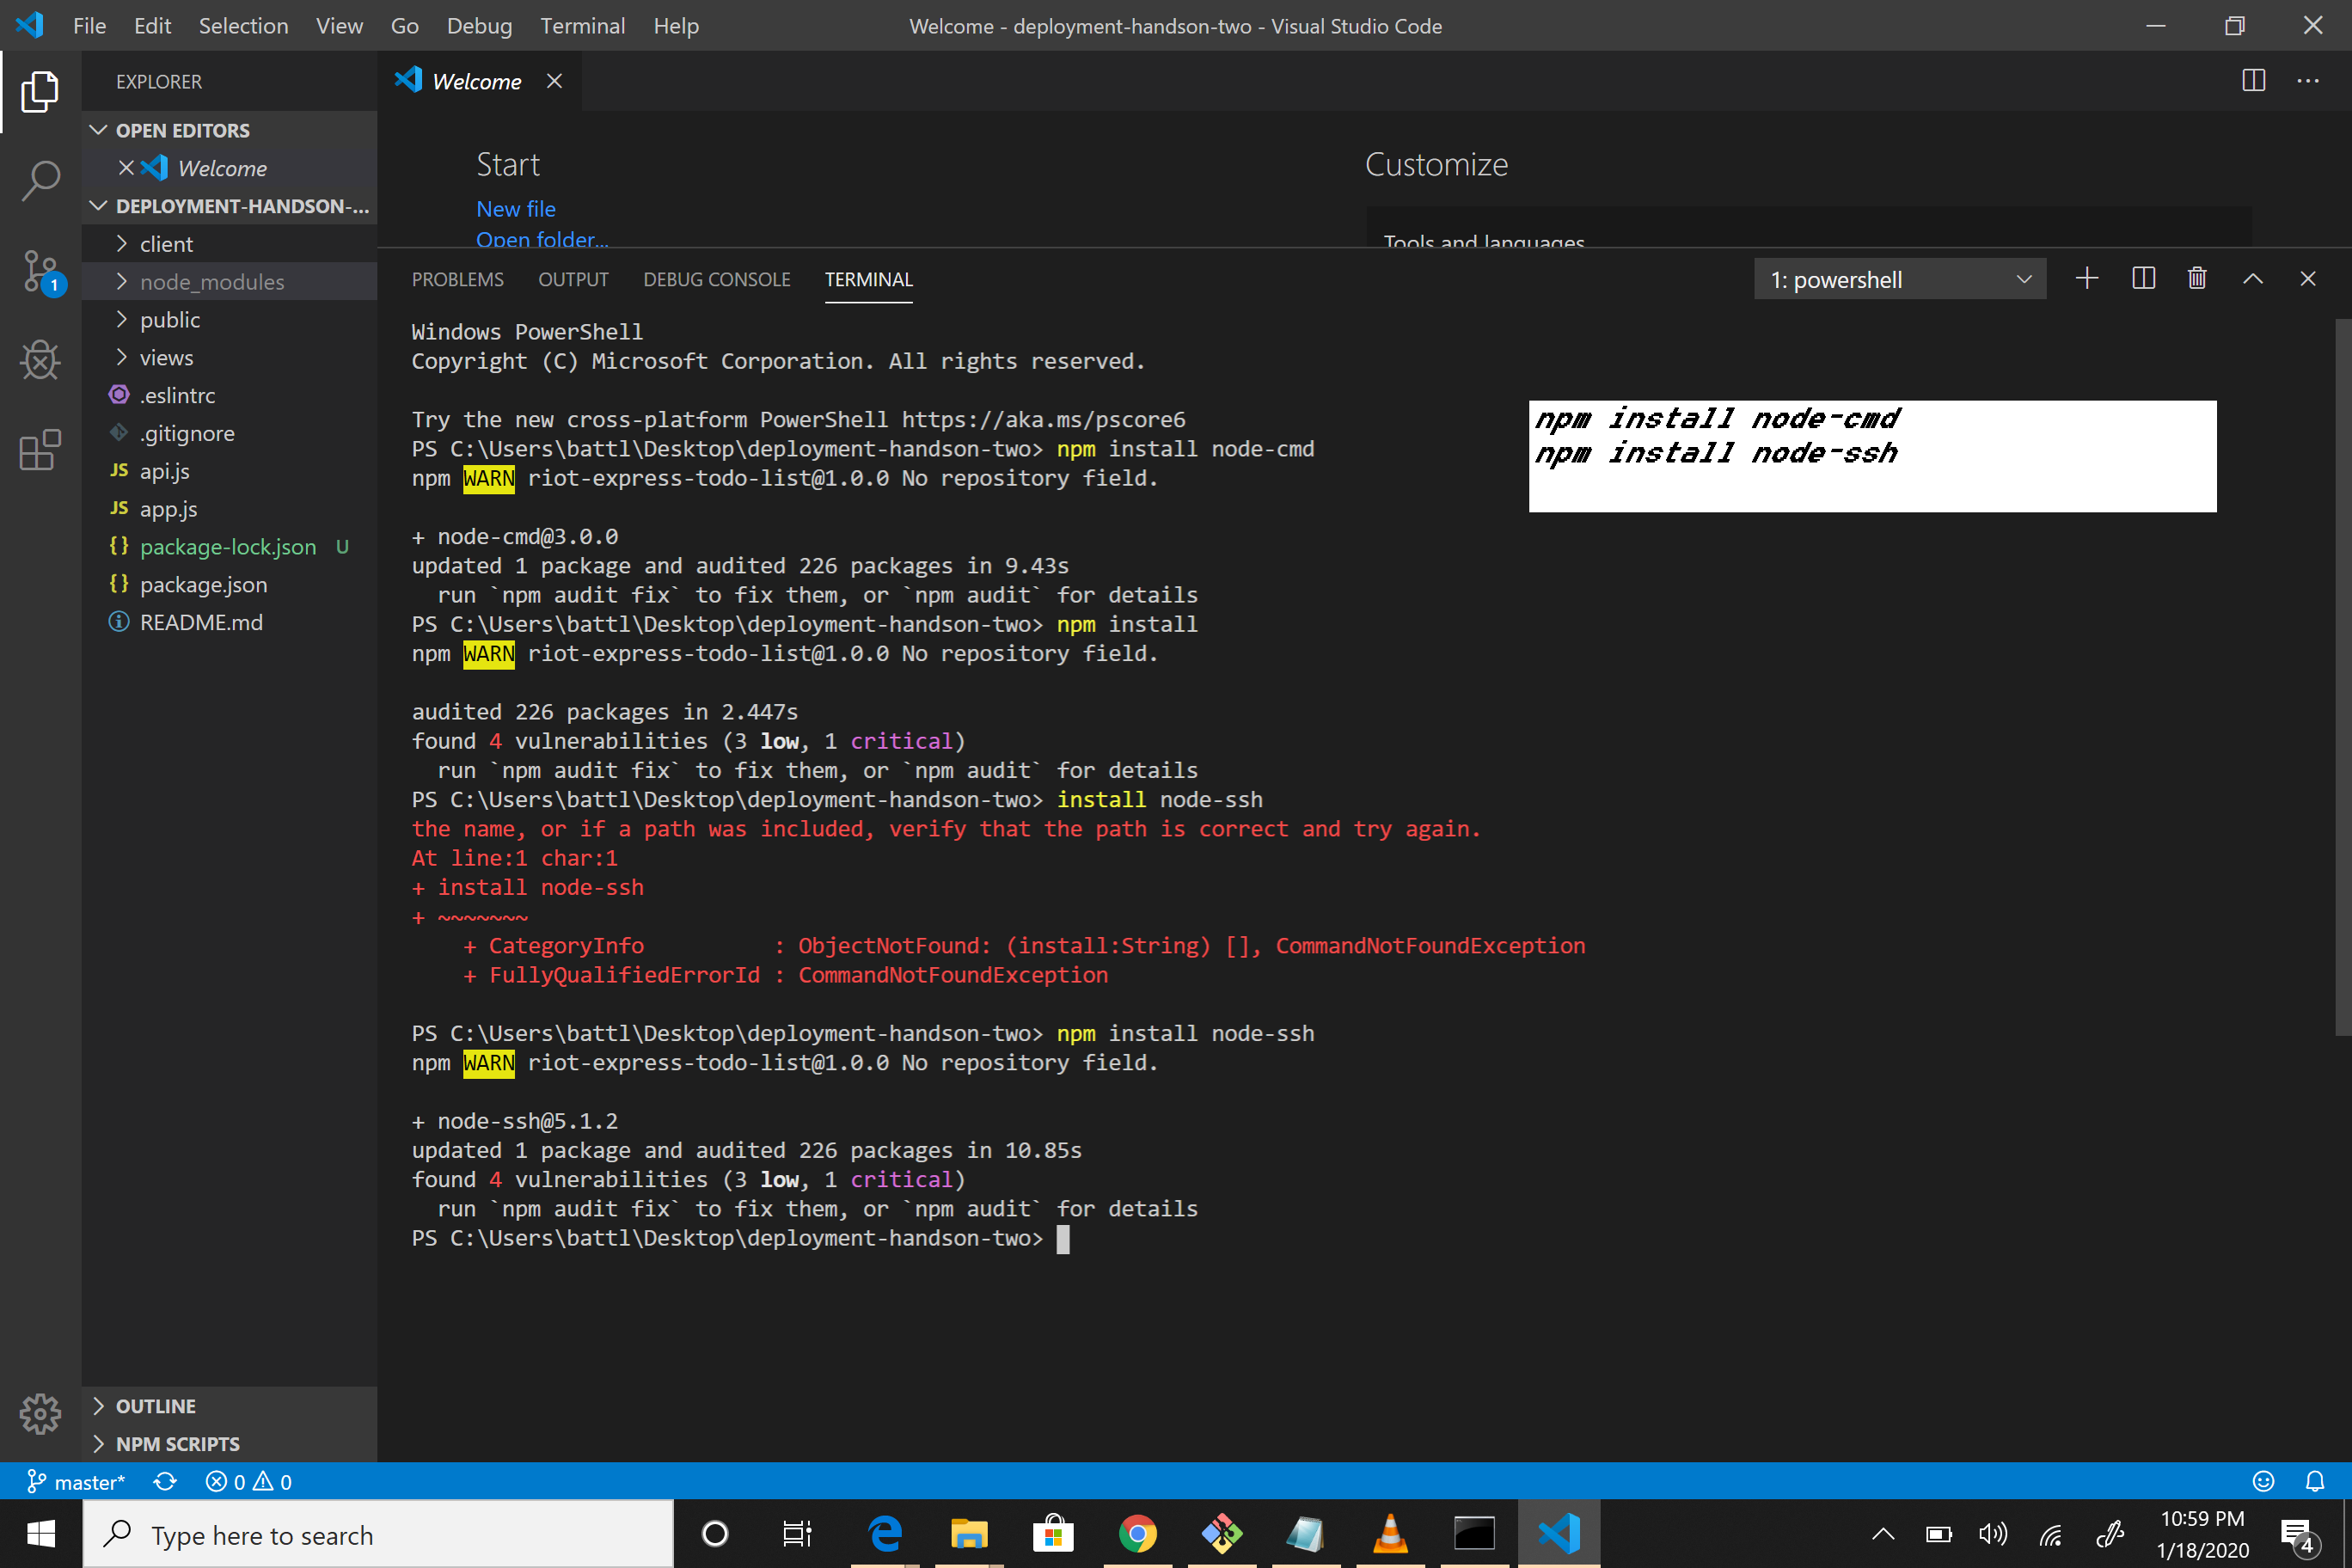 File Edit Selection View Go Debug Terminal Help
Welcome - deployment-handson-two - Visual Studio Code
EXPLORER
OPEN EDITORS
Welcome
DEPLOYMENT-HANDSON-...
client
node_modules
public
views
.eslintrc
.gitignore
JS api.js
JS app.js
{} package-lock.json U
{} package.json
README.md
OUTLINE
NPM SCRIPTS
1
Welcome
Start
New file
Open folder...
Customize
Tools and languages
PROBLEMS OUTPUT DEBUG CONSOLE TERMINAL
1: powershell
Windows PowerShell
Copyright (C) Microsoft Corporation. All rights reserved.
Try the new cross-platform PowerShell https://aka.ms/pscore6
PS C:\Users\battl\Desktop\deployment-handson-two> npm install node-cmd
npm WARN riot-express-todo-list@1.0.0 No repository field.
+ node-cmd@3.0.0
updated 1 package and audited 226 packages in 9.43s
run `npm audit fix` to fix them, or `npm audit` for details
PS C:\Users\battl\Desktop\deployment-handson-two> npm install
npm WARN riot-express-todo-list@1.0.0 No repository field.
audited 226 packages in 2.447s
found 4 vulnerabilities (3 low, 1 critical)
run `npm audit fix` to fix them, or `npm audit` for details
PS C:\Users\battl\Desktop\deployment-handson-two> install node-ssh
the name, or if a path was included, verify that the path is correct and try again.
At line:1 char:1
+ install node-ssh
+ ~~~~~~~
+ CategoryInfo : ObjectNotFound: (install:String) [], CommandNotFoundException
+ FullyQualifiedErrorId : CommandNotFoundException
PS C:\Users\battl\Desktop\deployment-handson-two> npm install node-ssh
npm WARN riot-express-todo-list@1.0.0 No repository field.
+ node-ssh@5.1.2
updated 1 package and audited 226 packages in 10.85s
found 4 vulnerabilities (3 low, 1 critical)
run `npm audit fix` to fix them, or `npm audit` for details
PS C:\Users\battl\Desktop\deployment-handson-two>
npm install node-cmd
npm install node-ssh
master* 0 0
Type here to search
10:59 PM
1/18/2020
4